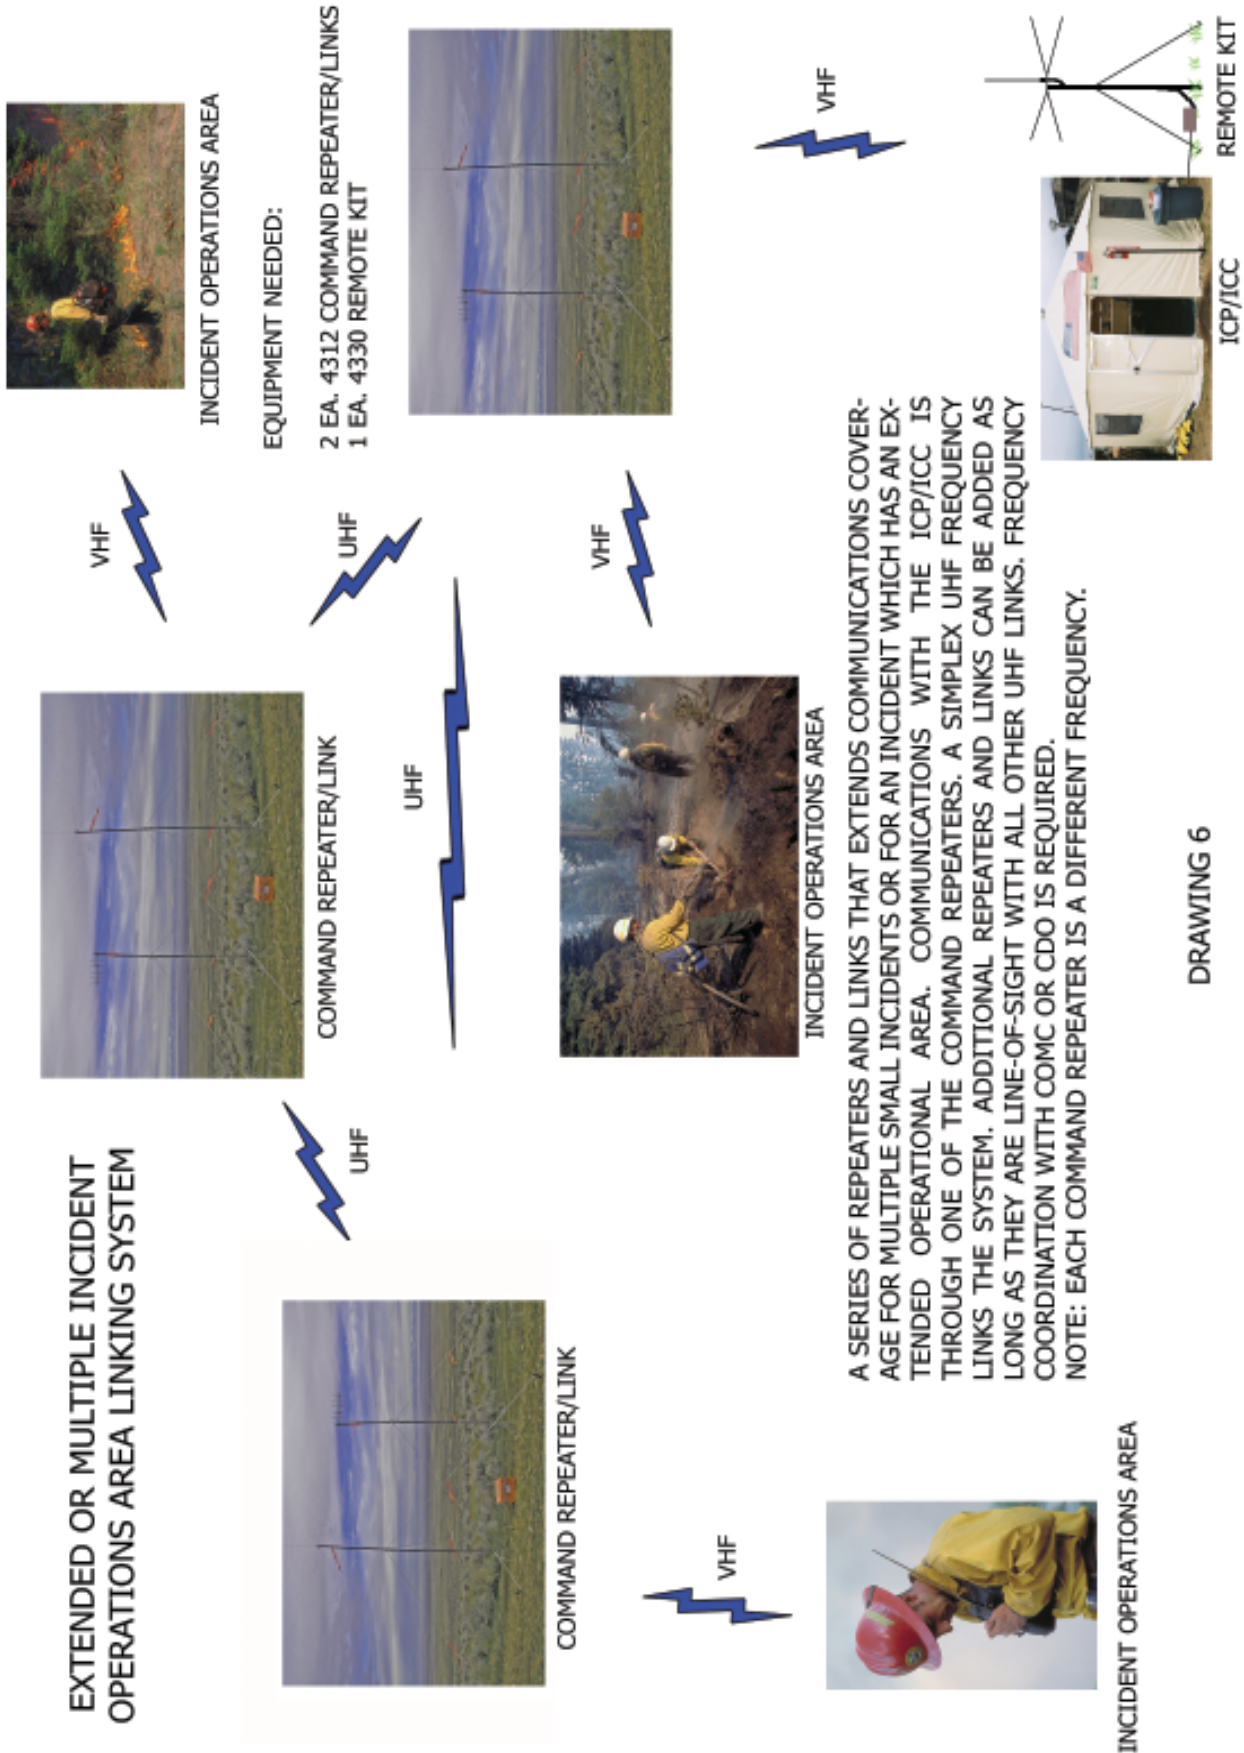 EXTENDED OR MULTIPLE INCIDENT
OPERATIONS AREA LINKING SYSTEM
VHF
INCIDENT OPERATIONS AREA
EQUIPMENT NEEDED:
2 EA. 4312 COMMAND REPEATER/LINKS
1 EA. 4330 REMOTE KIT
COMMAND REPEATER/LINK
UHF
UHF
UHF
COMMAND REPEATER/LINK
VHF
VHF
VHF
INCIDENT OPERATIONS AREA
A SERIES OF REPEATERS AND LINKS THAT EXTENDS COMMUNICATIONS COVER-
AGE FOR MULTIPLE SMALL INCIDENTS OR FOR AN INCIDENT WHICH HAS AN EX-
TENDED OPERATIONAL AREA. COMMUNICATIONS WITH THE ICP/ICC IS
THROUGH ONE OF THE COMMAND REPEATERS. A SIMPLEX UHF FREQUENCY
LINKS THE SYSTEM. ADDITIONAL REPEATERS AND LINKS CAN BE ADDED AS
LONG AS THEY ARE LINE-OF-SIGHT WITH ALL OTHER UHF LINKS. FREQUENCY
COORDINATION WITH COMC OR CDO IS REQUIRED.
NOTE: EACH COMMAND REPEATER IS A DIFFERENT FREQUENCY.
INCIDENT OPERATIONS AREA
ICP/ICC
REMOTE KIT
DRAWING 6